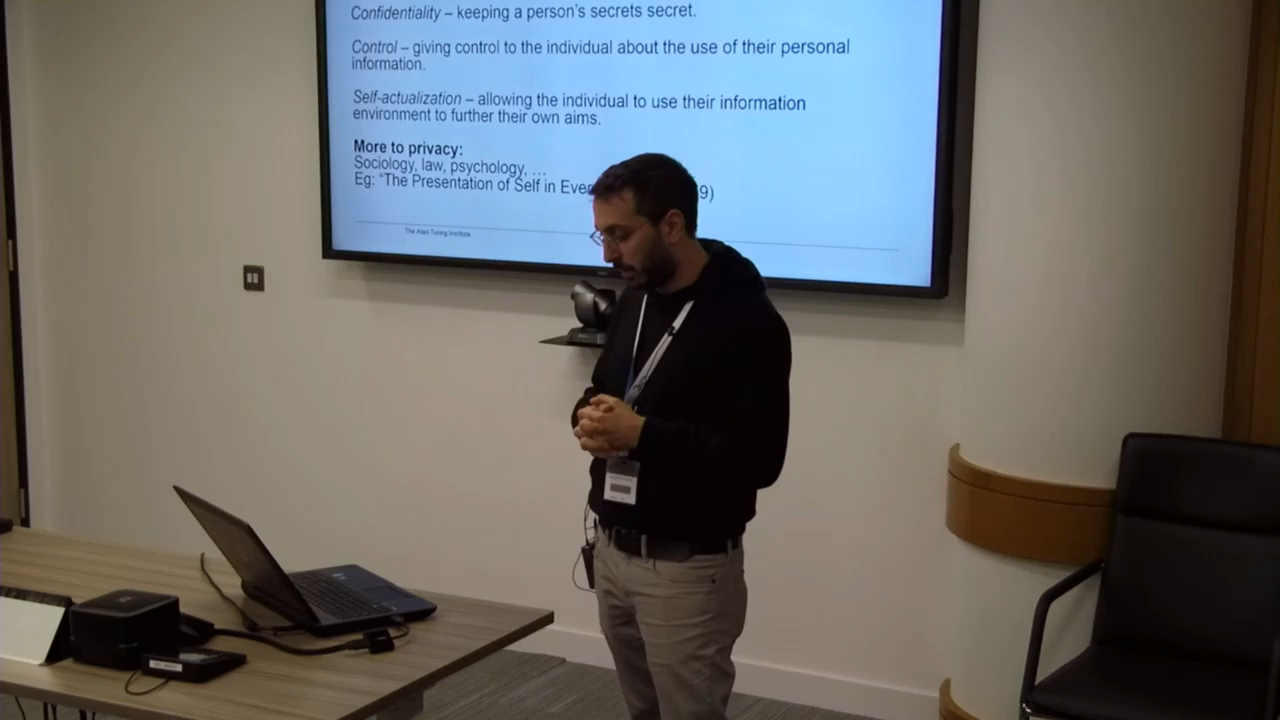 Confidentiality – keeping a person's secrets secret.
Control – giving control to the individual about the use of their personal
information.
Self-actualization – allowing the individual to use their information
environment to further their own aims.
More to privacy:
Sociology, law, psychology, …
Eg: "The Presentation of Self in Ever 9)
The Alan Turing Institute